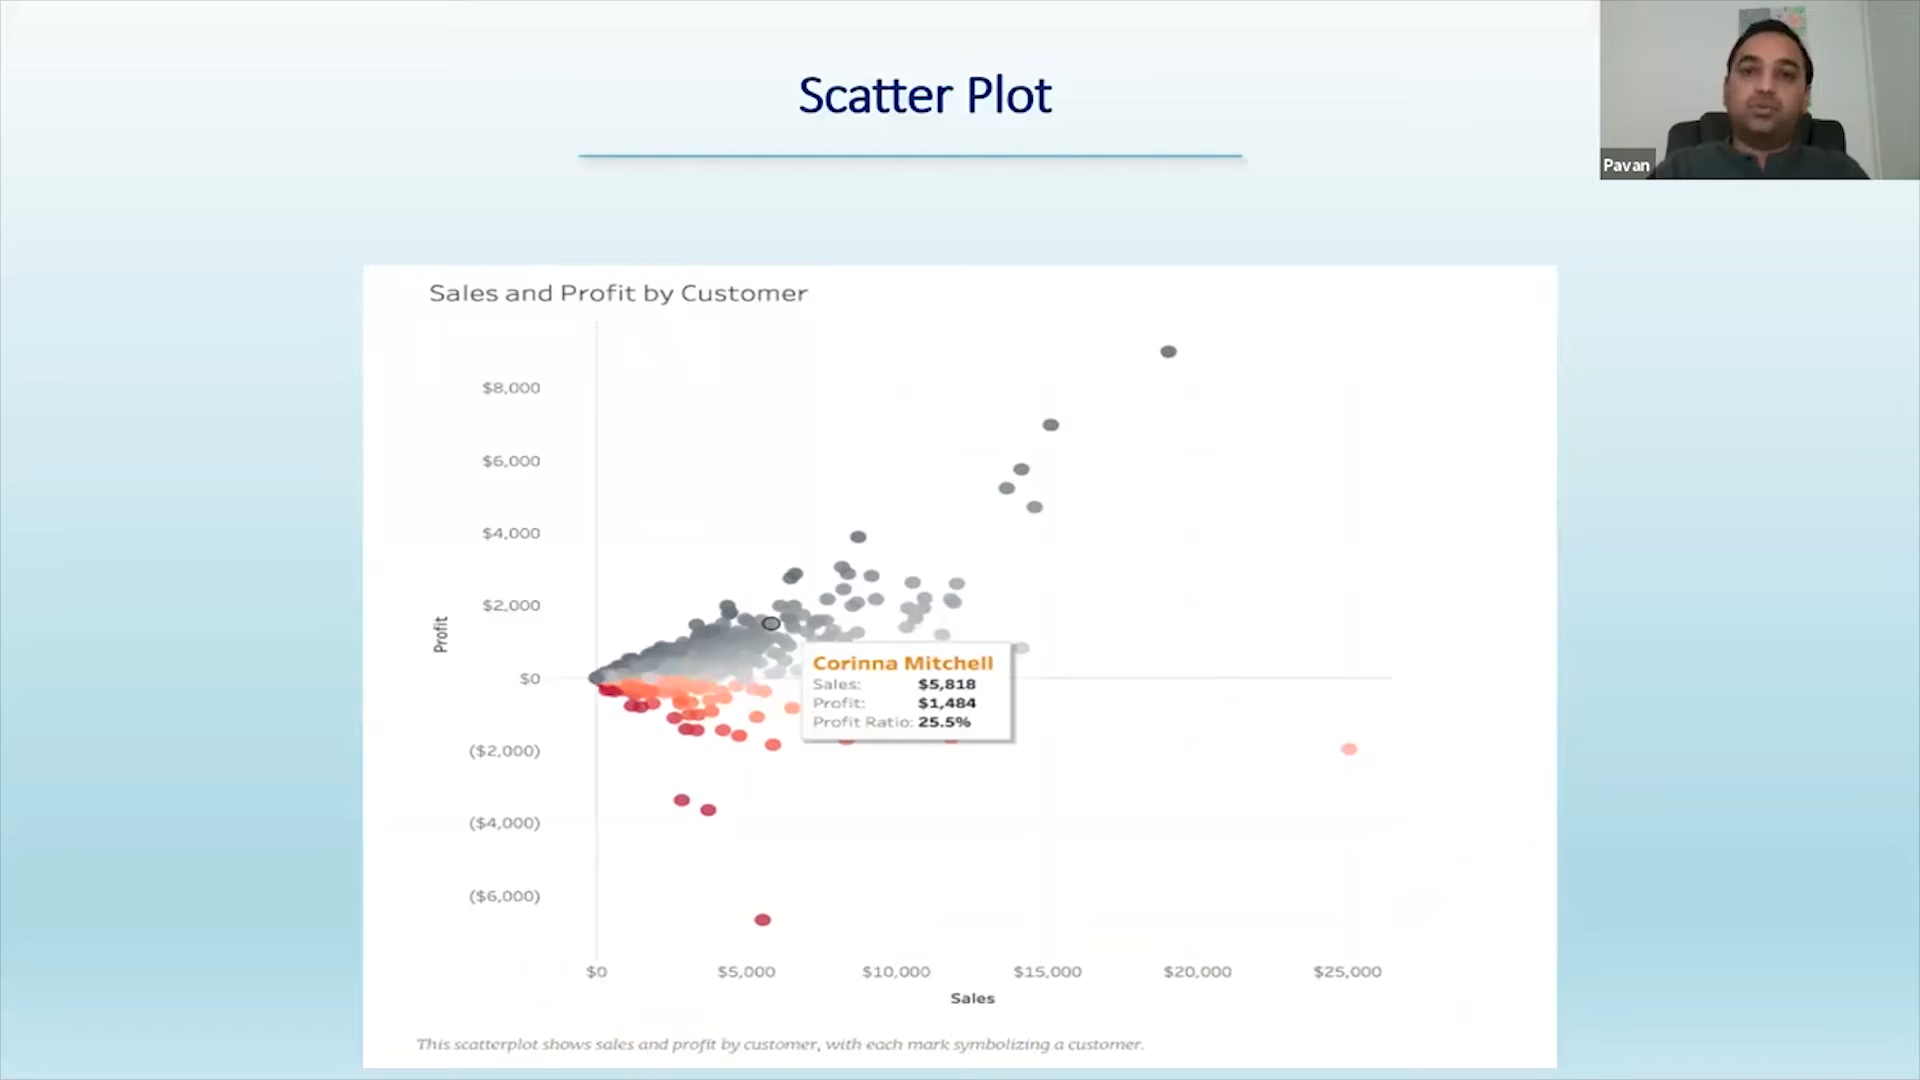 Scatter Plot
Pavan
Sales and Profit by Customer
$8,000
$6,000
$4,000
$2,000
$0
($2,000)
($4,000)
($6,000)
Profit
Corinna Mitchell
Sales: $5,818
Profit: $1,484
Profit Ratio: 25.5%
$0 $5,000 $10,000 $15,000 $20,000 $25,000
Sales
This scatterplot shows sales and profit by customer, with each mark symbolizing a customer.